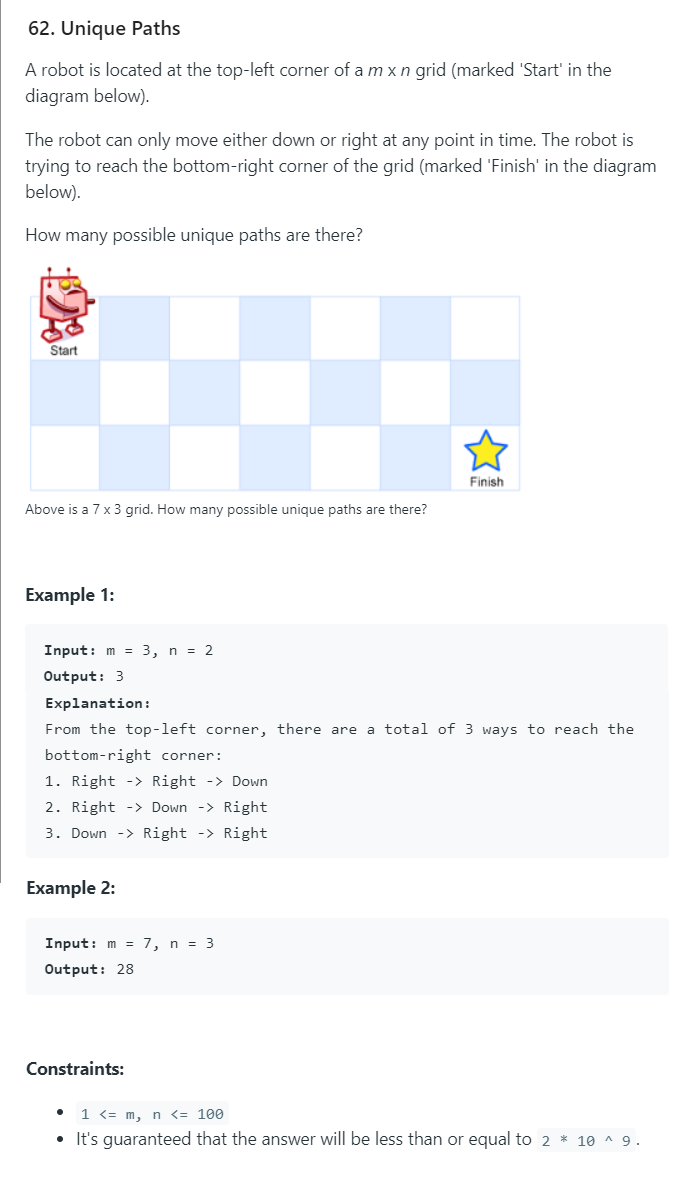 62. Unique Paths
A robot is located at the top-left corner of a m x n grid (marked 'Start' in the
diagram below).
The robot can only move either down or right at any point in time. The robot is
trying to reach the bottom-right corner of the grid (marked 'Finish' in the diagram
below).
How many possible unique paths are there?
Start
Finish
Above is a 7 x 3 grid. How many possible unique paths are there?
Example 1:
Input: m = 3, n = 2
Output: 3
Explanation:
From the top-left corner, there are a total of 3 ways to reach the
bottom-right corner:
1. Right -> Right -> Down
2. Right -> Down -> Right
3. Down -> Right -> Right
Example 2:
Input: m = 7, n = 3
Output: 28
Constraints:
• 1 <= m, n <= 100
• It's guaranteed that the answer will be less than or equal to 2 * 10 ^ 9.